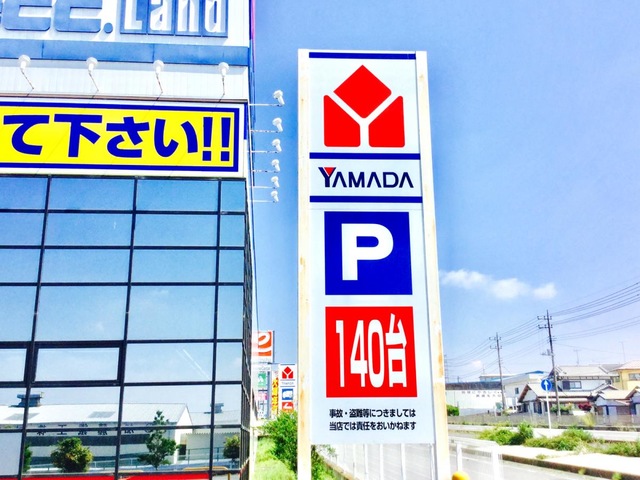 Land
て下さい!!
YAMADA
P
140台
事故・盗難等につきましては
当店では責任をおいかねます